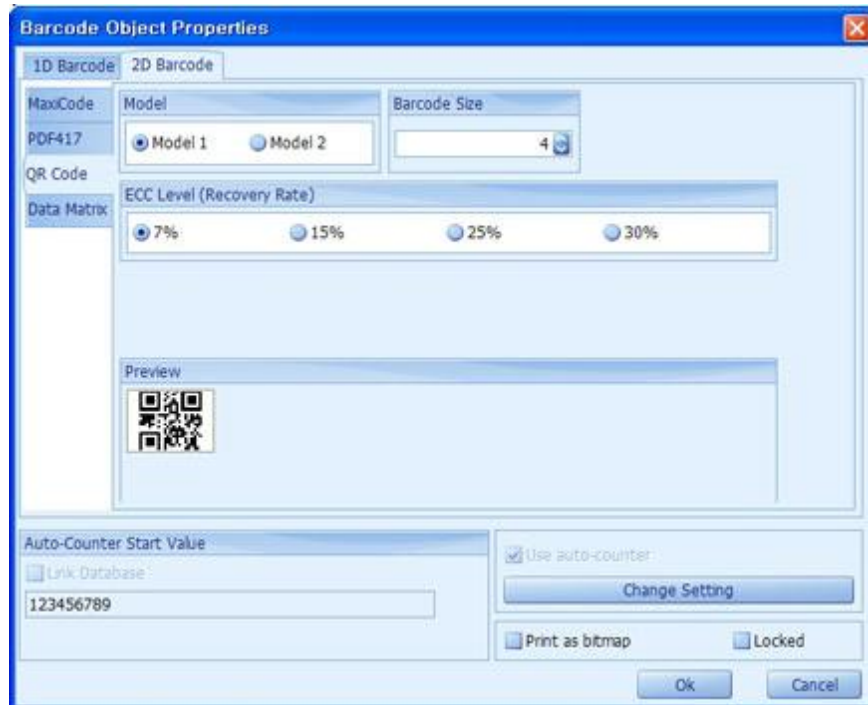 Barcode Object Properties
1D Barcode 2D Barcode
MaxiCode
PDF417
QR Code
Data Matrix
Model
Model 1 Model 2
Barcode Size
4
ECC Level (Recovery Rate)
7% 15% 25% 30%
Preview
Auto-Counter Start Value
Link Database
123456789
Use auto-counter
Change Setting
Print as bitmap Locked
Ok Cancel